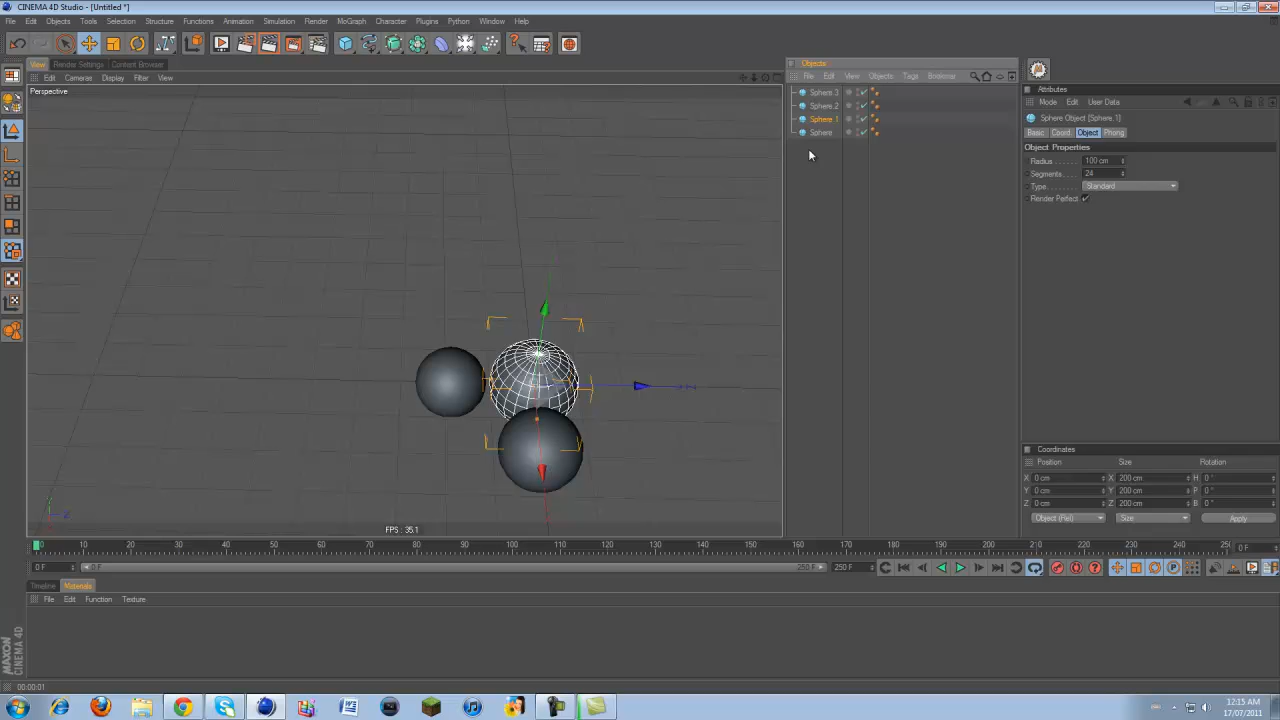 CINEMA 4D Studio - [Untitled *]
File Edit Objects Tools Selection Structure Functions Animation Simulation Render MoGraph Characters Plugins Python Window Help
View Render Settings Content Browser
Edit Cameras Display Filter View
Perspective
FPS : 35.1
Objects
File Edit View Objects Tags Bookmar
Sphere.3
Sphere.2
Sphere.1
Sphere
Attributes
Mode Edit User Data
Sphere Object [Sphere.1]
Basic Coord. Object Phong
Object Properties
Radius 100 cm
Segments 24
Type Standard
Render Perfect
Coordinates
Position Size Rotation
X 0 cm X 200 cm H 0 °
Y 0 cm Y 200 cm P 0 °
Z 0 cm Z 200 cm B 0 °
Object (Rel) Size Apply
0 10 20 30 40 50 60 70 80 90 100 110 120 130 140 150 160 170 180 190 200 210 220 230 240 25 0 F
0 F 0 F 250 F 250 F
Timeline Materials
File Edit Function Texture
MAXON
CINEMA 4D
00:00:01
12:15 AM
17/07/2011